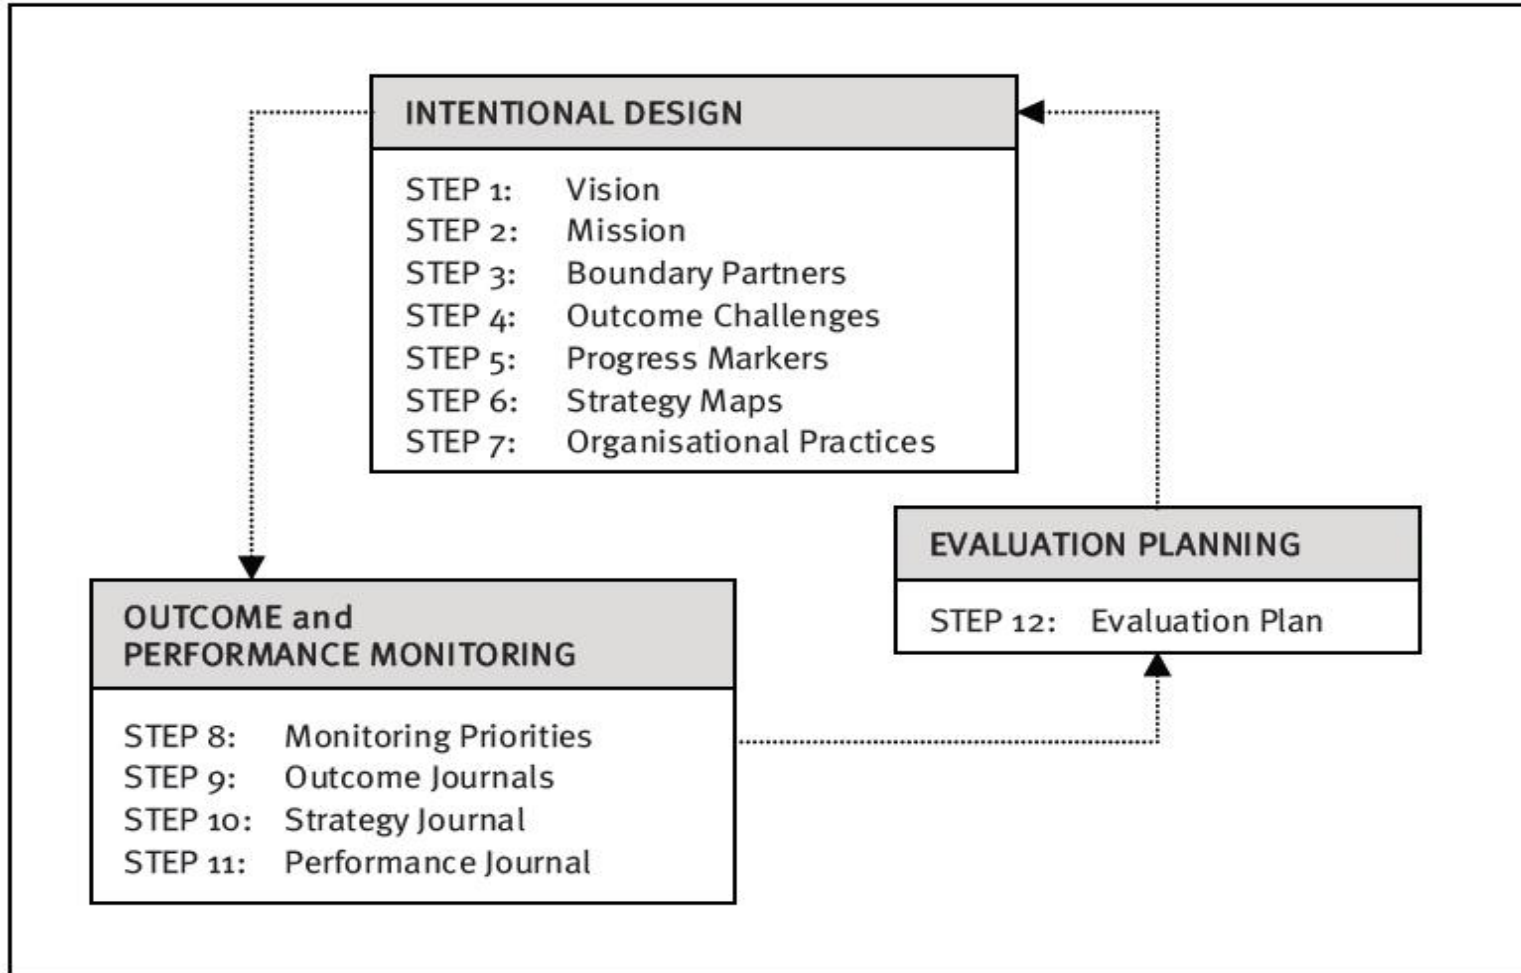 INTENTIONAL DESIGN
STEP 1: Vision
STEP 2: Mission
STEP 3: Boundary Partners
STEP 4: Outcome Challenges
STEP 5: Progress Markers
STEP 6: Strategy Maps
STEP 7: Organisational Practices
OUTCOME and
PERFORMANCE MONITORING
STEP 8: Monitoring Priorities
STEP 9: Outcome Journals
STEP 10: Strategy Journal
STEP 11: Performance Journal
EVALUATION PLANNING
STEP 12: Evaluation Plan